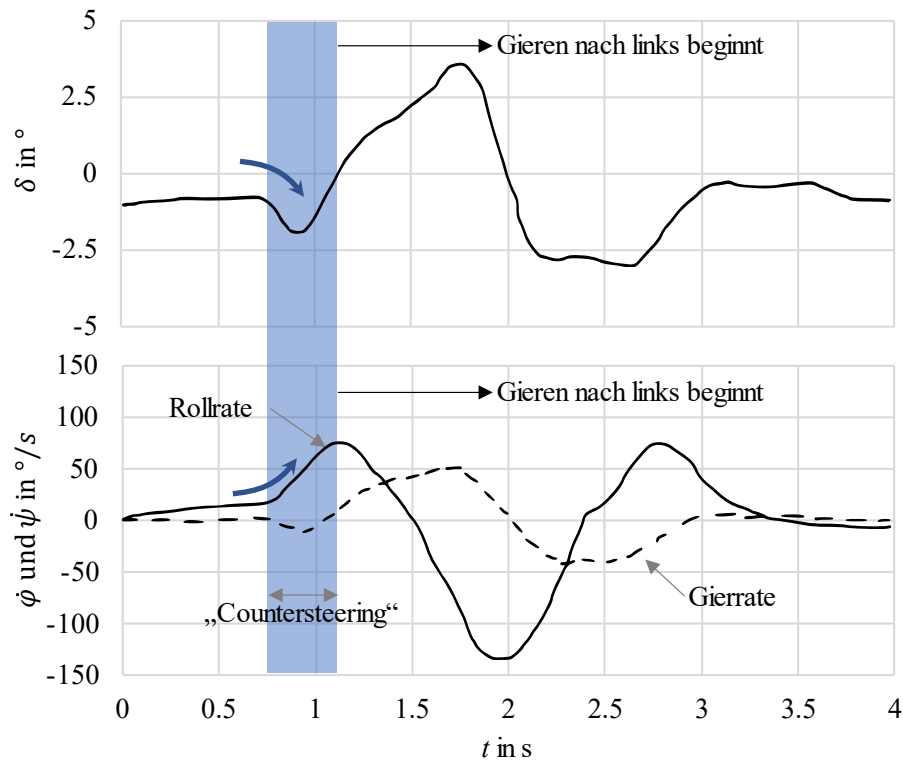 5
2.5
0
-2.5
-5
δ in °
Gieren nach links beginnt
150
100
50
0
-50
-100
-150
φ̇ und ψ̇ in °/s
Gieren nach links beginnt
Rollrate
„Countersteering“
Gierrate
0 0.5 1 1.5 2 2.5 3 3.5 4
t in s